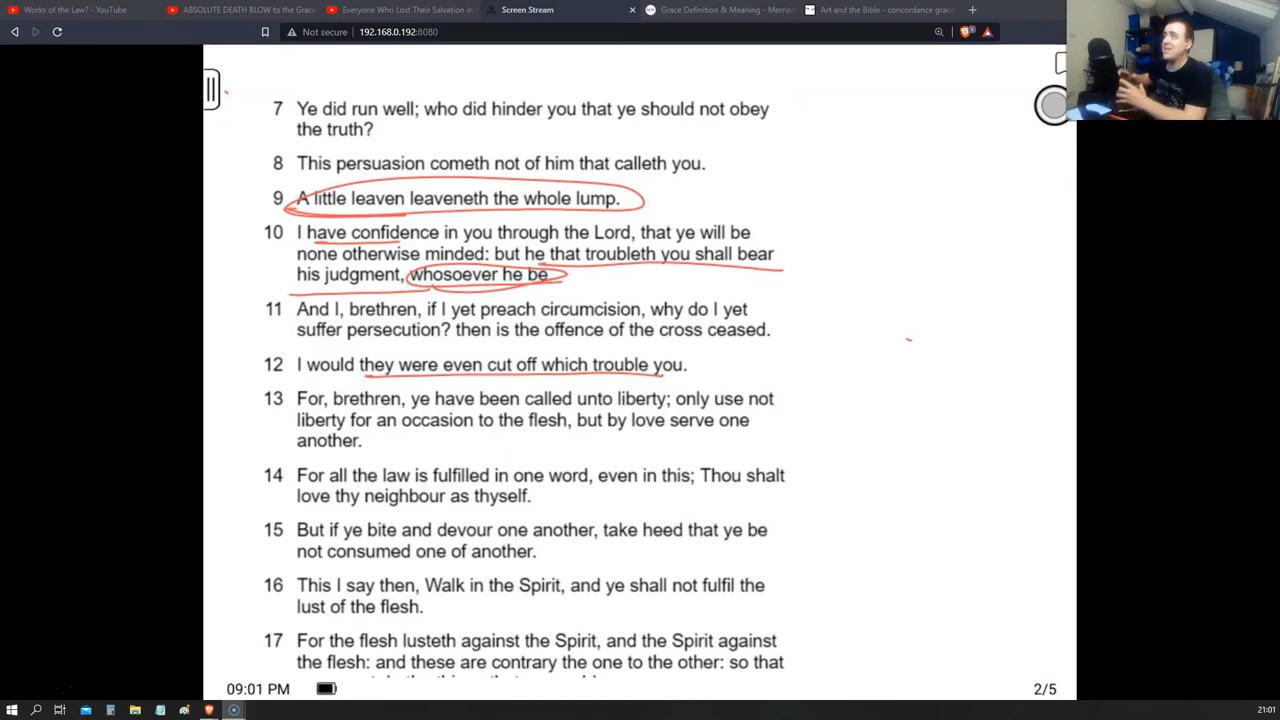 Works of the Law? - YouTube
ABSOLUTE DEATH BLOW to the Grace
Everyone Who Lost Their Salvation in
Screen Stream
Grace Definition & Meaning - Merriam
Art and the Bible - concordance grace
Not secure
192.168.0.192:8080
7 Ye did run well; who did hinder you that ye should not obey
the truth?
8 This persuasion cometh not of him that calleth you.
9 A little leaven leaveneth the whole lump.
10 I have confidence in you through the Lord, that ye will be
none otherwise minded: but he that troubleth you shall bear
his judgment, whosoever he be.
11 And I, brethren, if I yet preach circumcision, why do I yet
suffer persecution? then is the offence of the cross ceased.
12 I would they were even cut off which trouble you.
13 For, brethren, ye have been called unto liberty; only use not
liberty for an occasion to the flesh, but by love serve one
another.
14 For all the law is fulfilled in one word, even in this; Thou shalt
love thy neighbour as thyself.
15 But if ye bite and devour one another, take heed that ye be
not consumed one of another.
16 This I say then, Walk in the Spirit, and ye shall not fulfil the
lust of the flesh.
17 For the flesh lusteth against the Spirit, and the Spirit against
the flesh: and these are contrary the one to the other: so that
09:01 PM
2/5
21:01